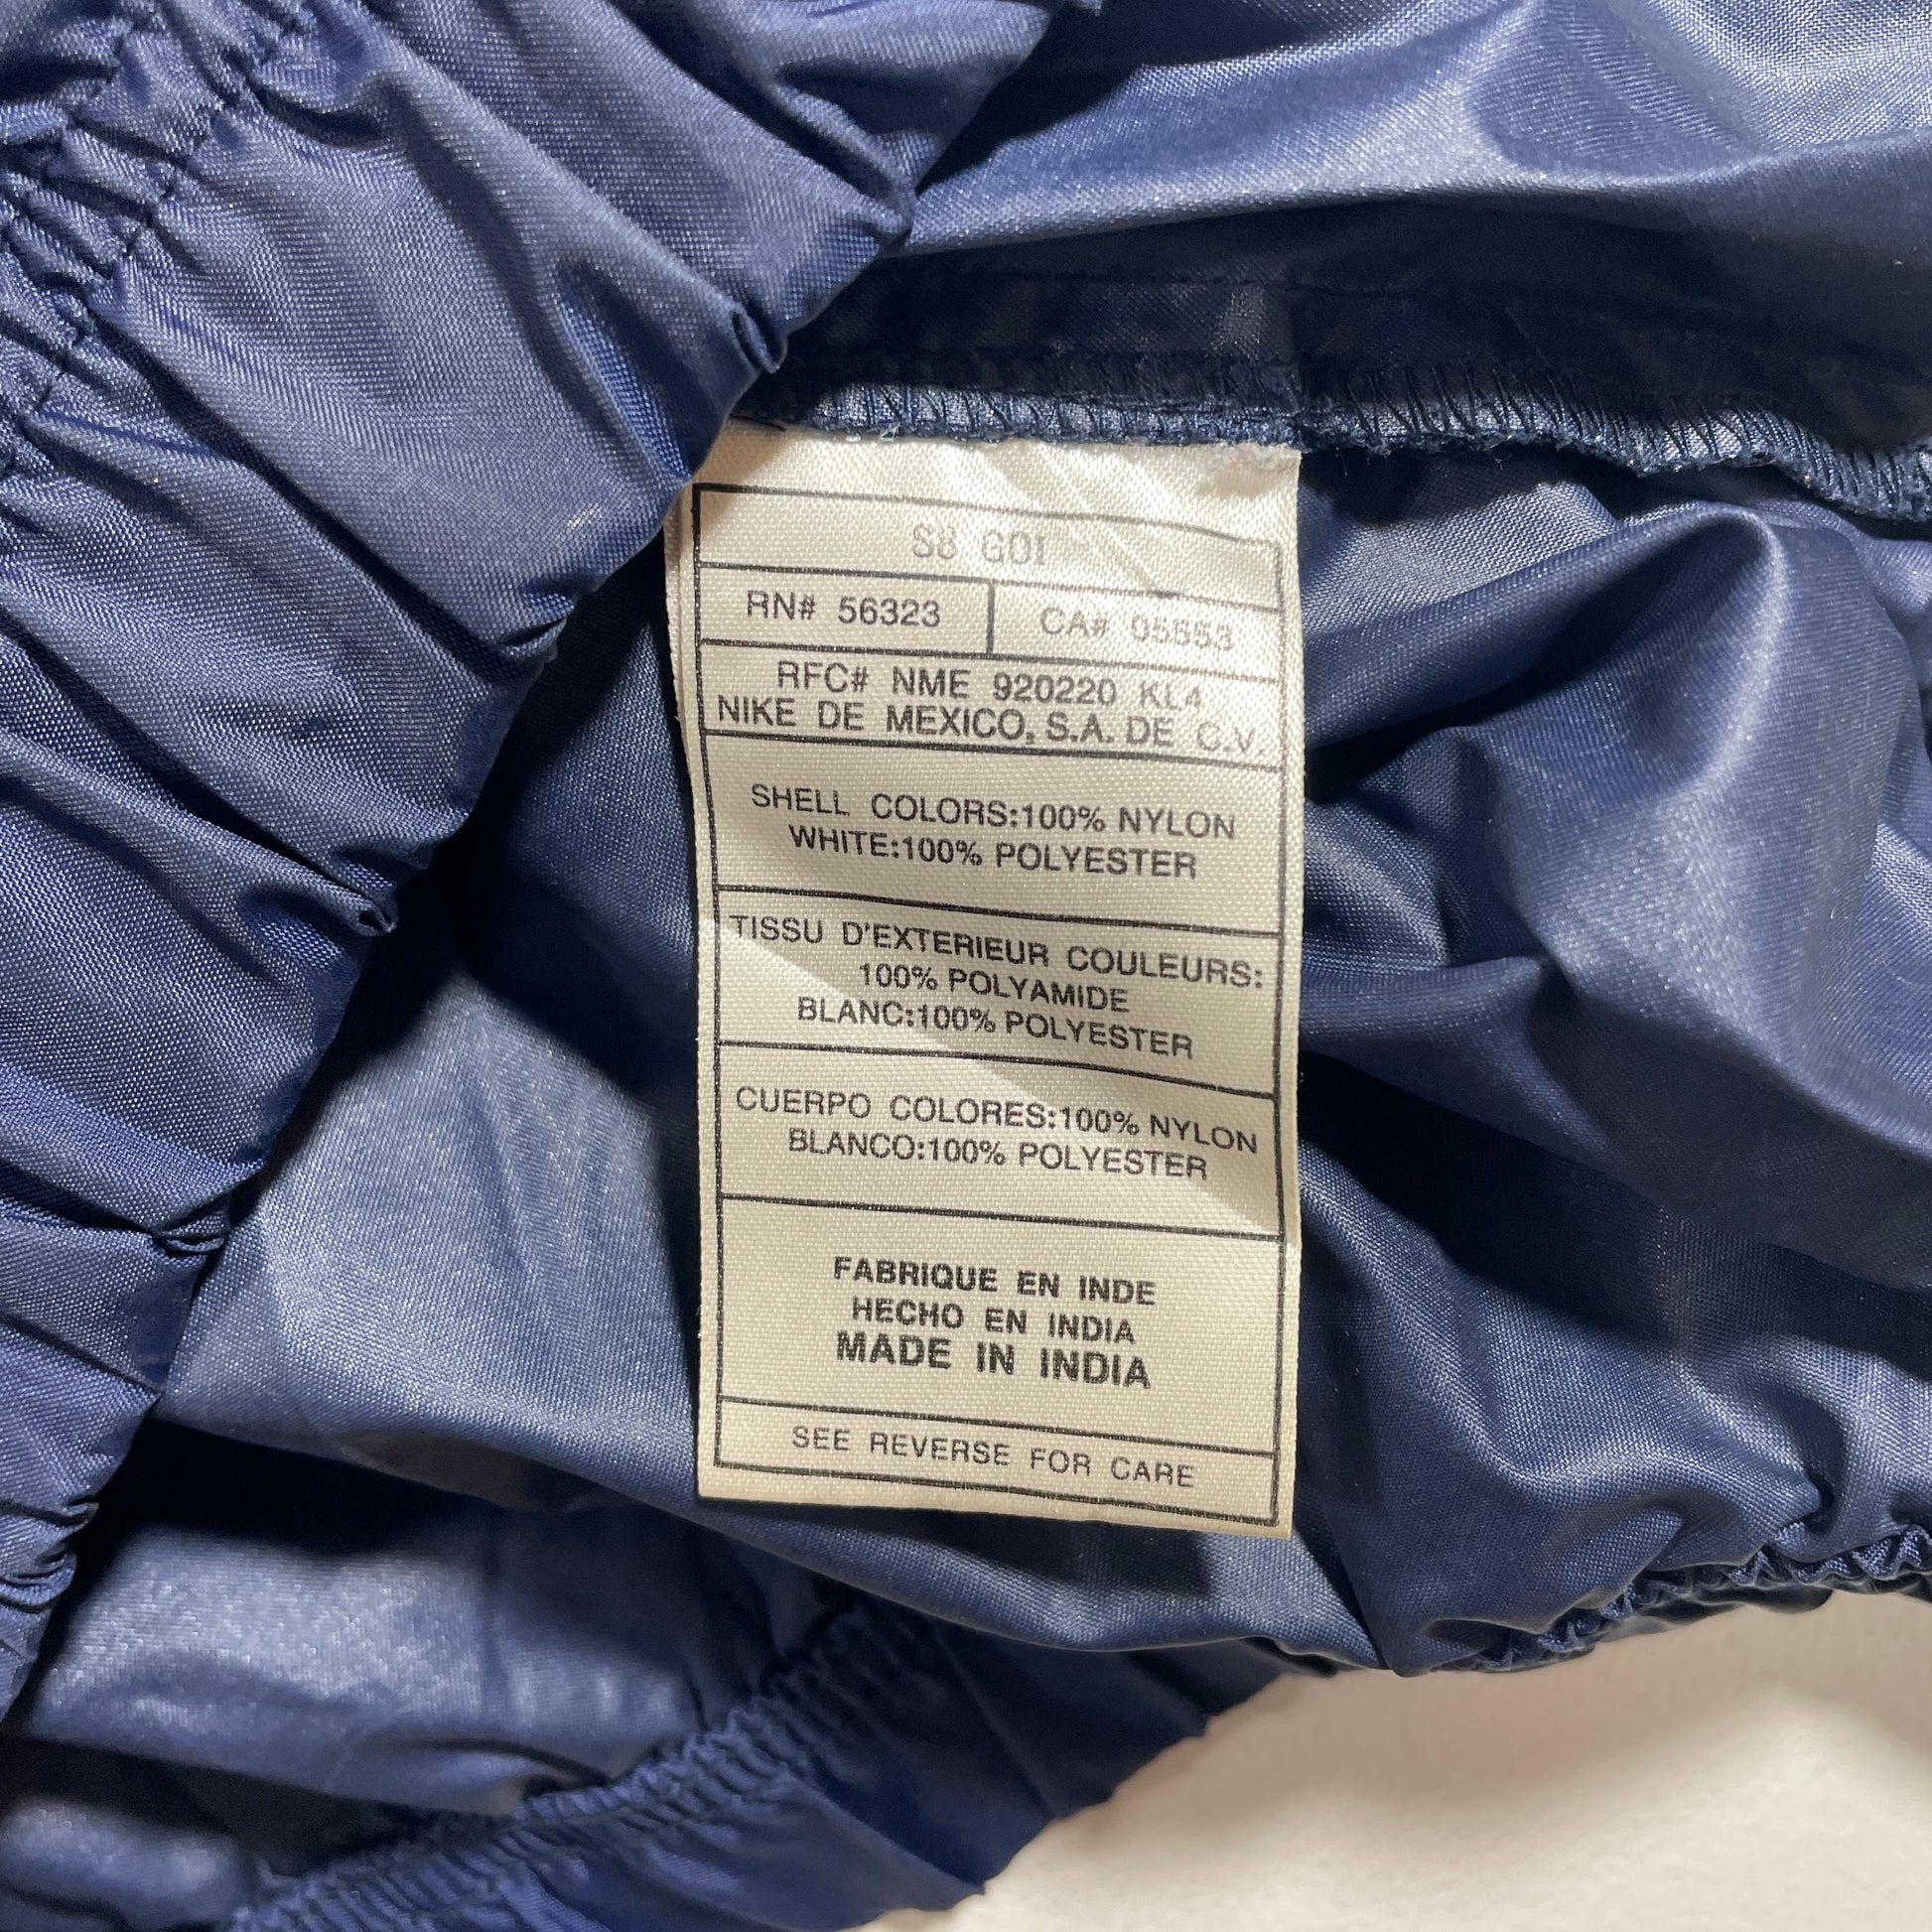 S8 GO1
RN# 56323
CA# 05553
RFC# NME 920220 KL4
NIKE DE MEXICO, S.A. DE C.V.
SHELL COLORS:100% NYLON
WHITE:100% POLYESTER
TISSU D'EXTERIEUR COULEURS:
100% POLYAMIDE
BLANC:100% POLYESTER
CUERPO COLORES:100% NYLON
BLANCO:100% POLYESTER
FABRIQUE EN INDE
HECHO EN INDIA
MADE IN INDIA
SEE REVERSE FOR CARE